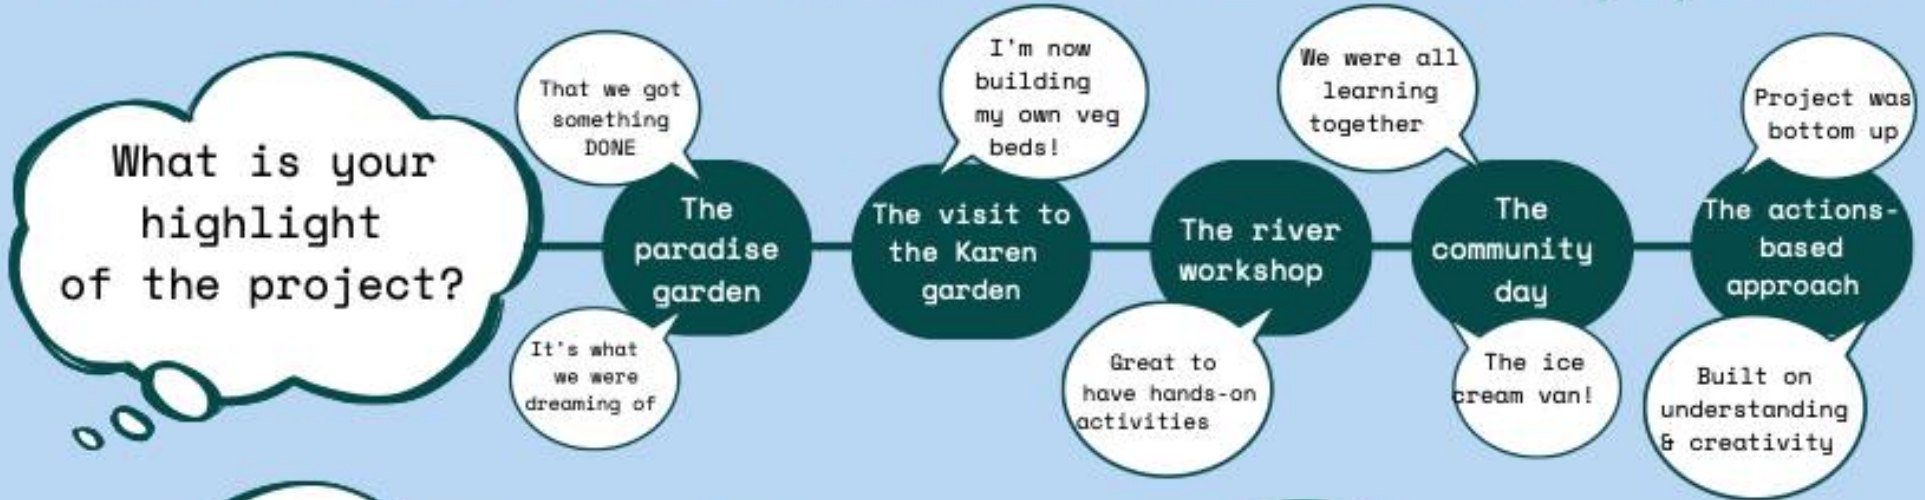 What is your
highlight
of the project?
That we got
something
DONE
The
paradise
garden
It's what
we were
dreaming of
I'm now
building
my own veg
beds!
The visit to
the Karen
garden
The river
workshop
Great to
have hands-on
activities
We were all
learning
together
The
community
day
The ice
cream van!
Project was
bottom up
The actions-
based
approach
Built on
understanding
& creativity